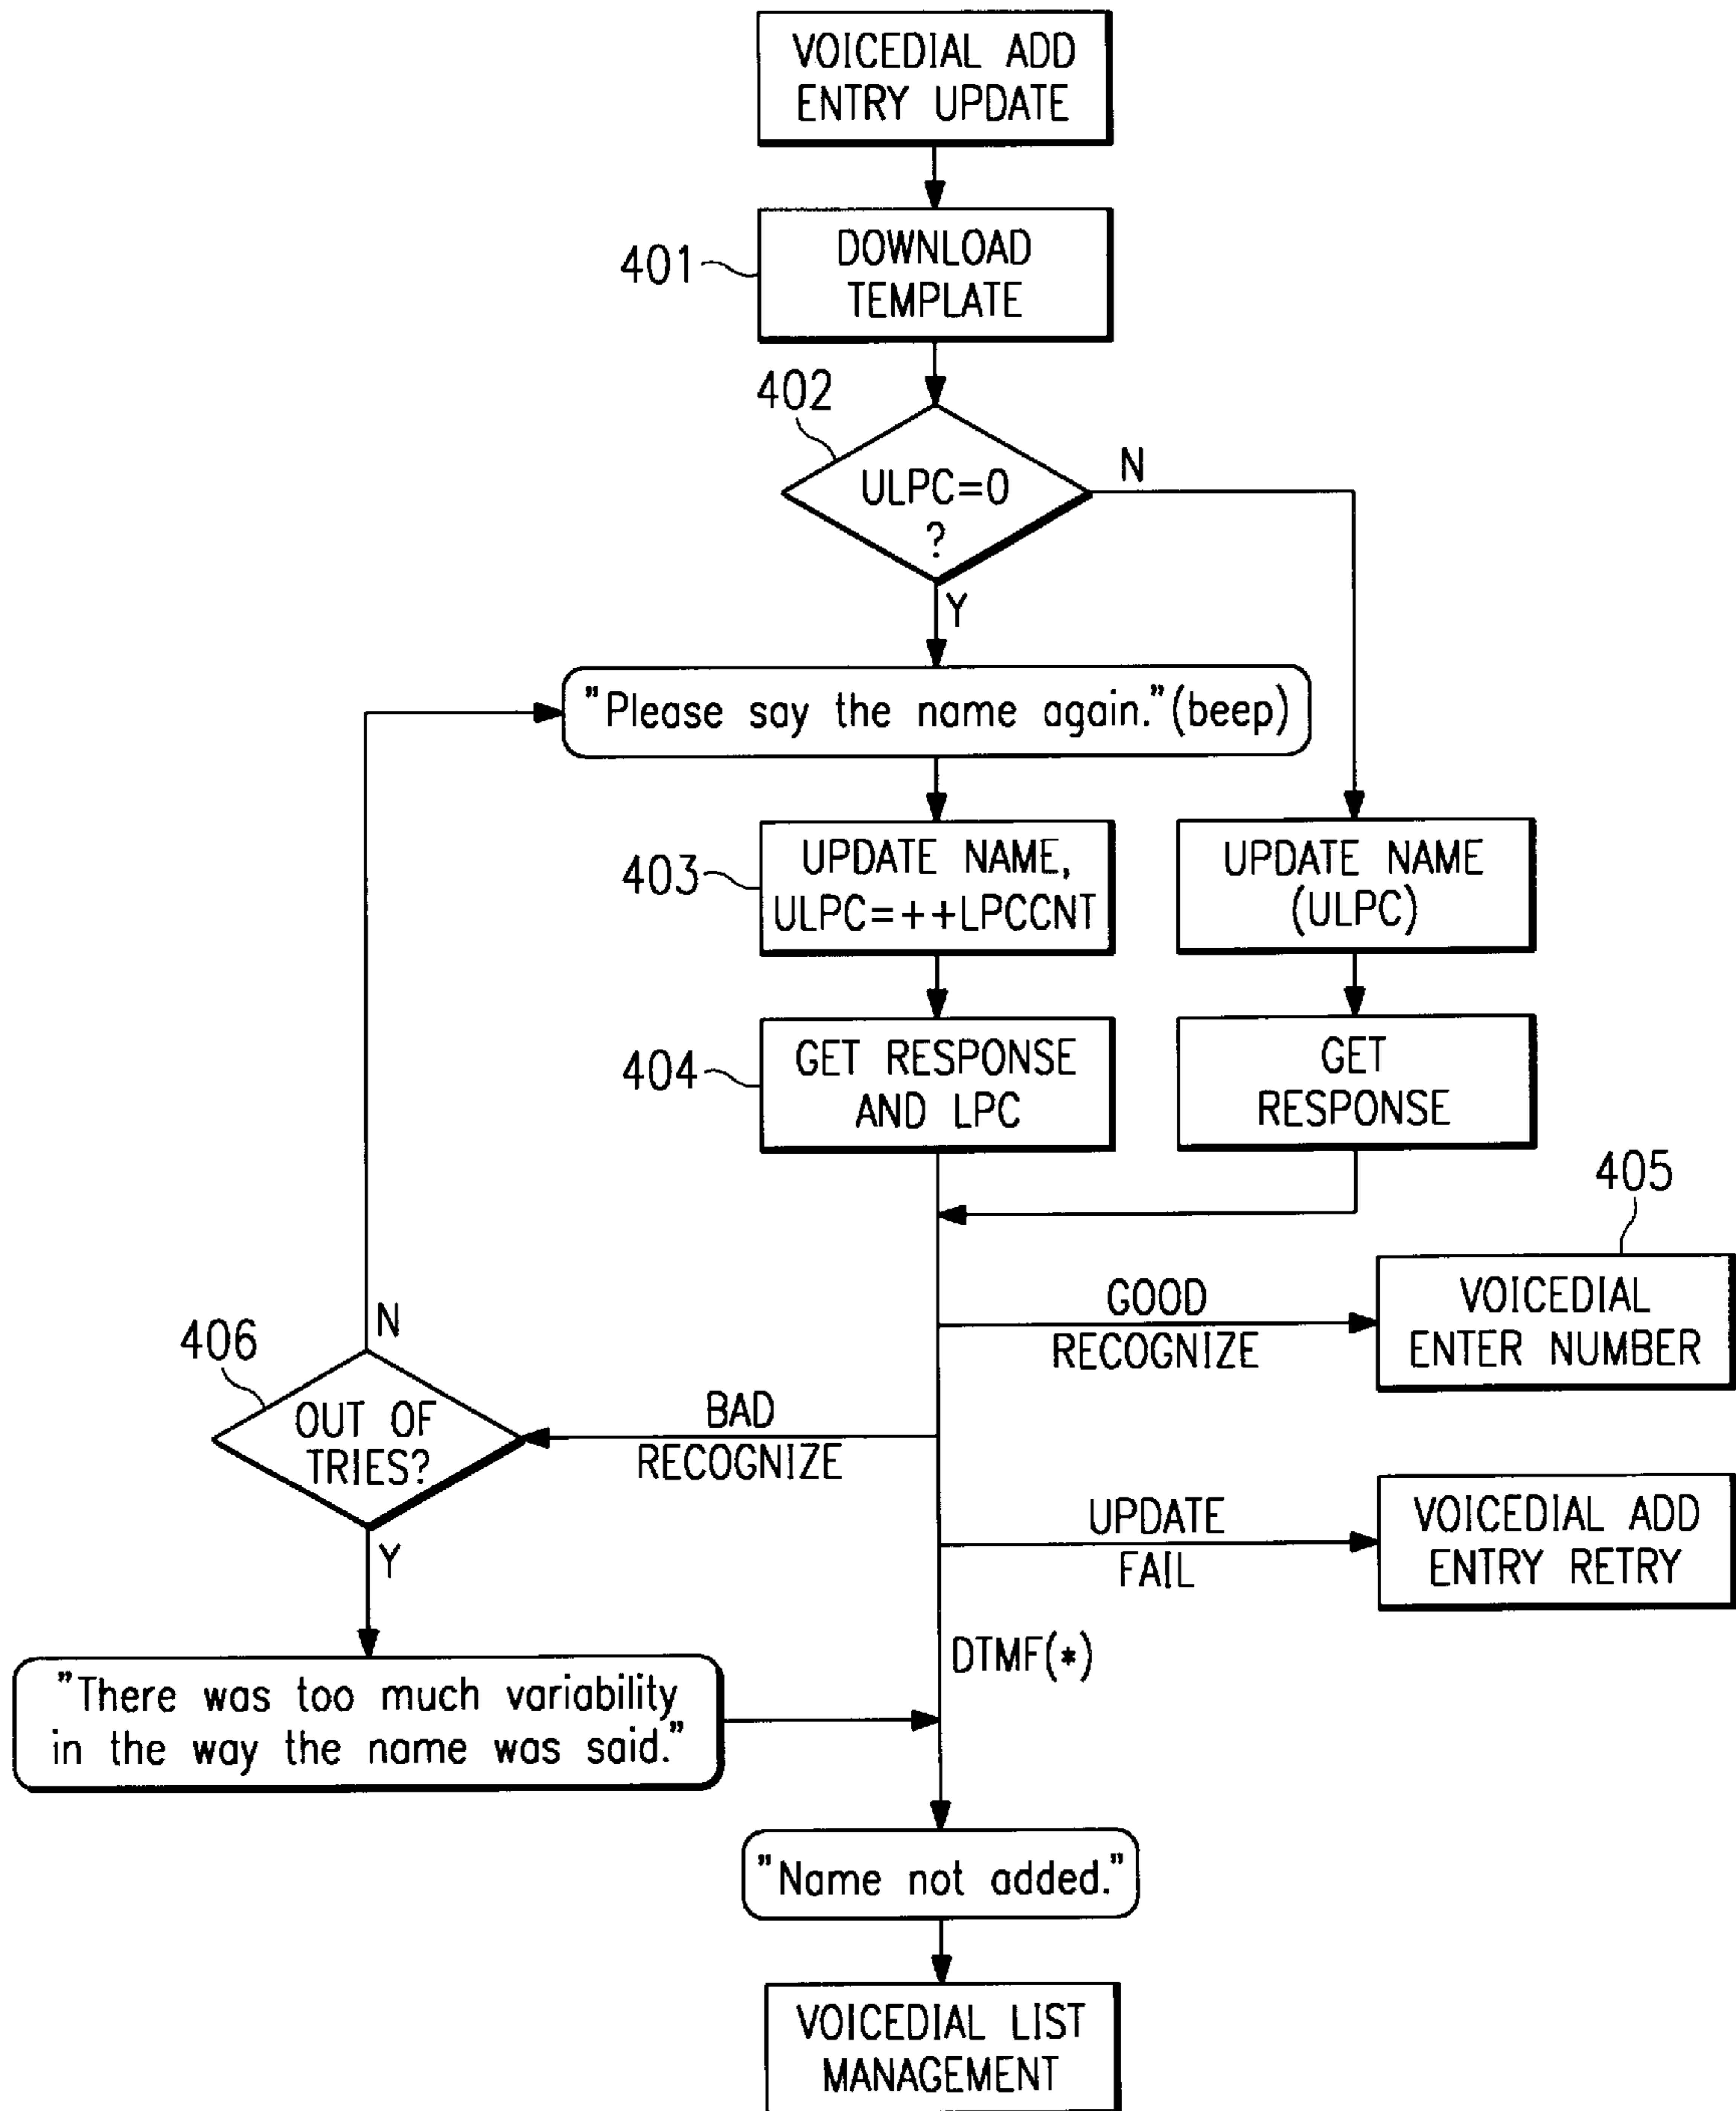 VOICEDIAL ADD
ENTRY UPDATE
401
DOWNLOAD
TEMPLATE
402
ULPC=0
?
N
Y
"Please say the name again."(beep)
403
UPDATE NAME,
ULPC=++LPCCNT
UPDATE NAME
(ULPC)
404
GET RESPONSE
AND LPC
GET
RESPONSE
405
GOOD
RECOGNIZE
VOICEDIAL
ENTER NUMBER
N
406
OUT OF
TRIES?
BAD
RECOGNIZE
Y
UPDATE
FAIL
VOICEDIAL ADD
ENTRY RETRY
DTMF(*)
"There was too much variability
in the way the name was said."
"Name not added."
VOICEDIAL LIST
MANAGEMENT